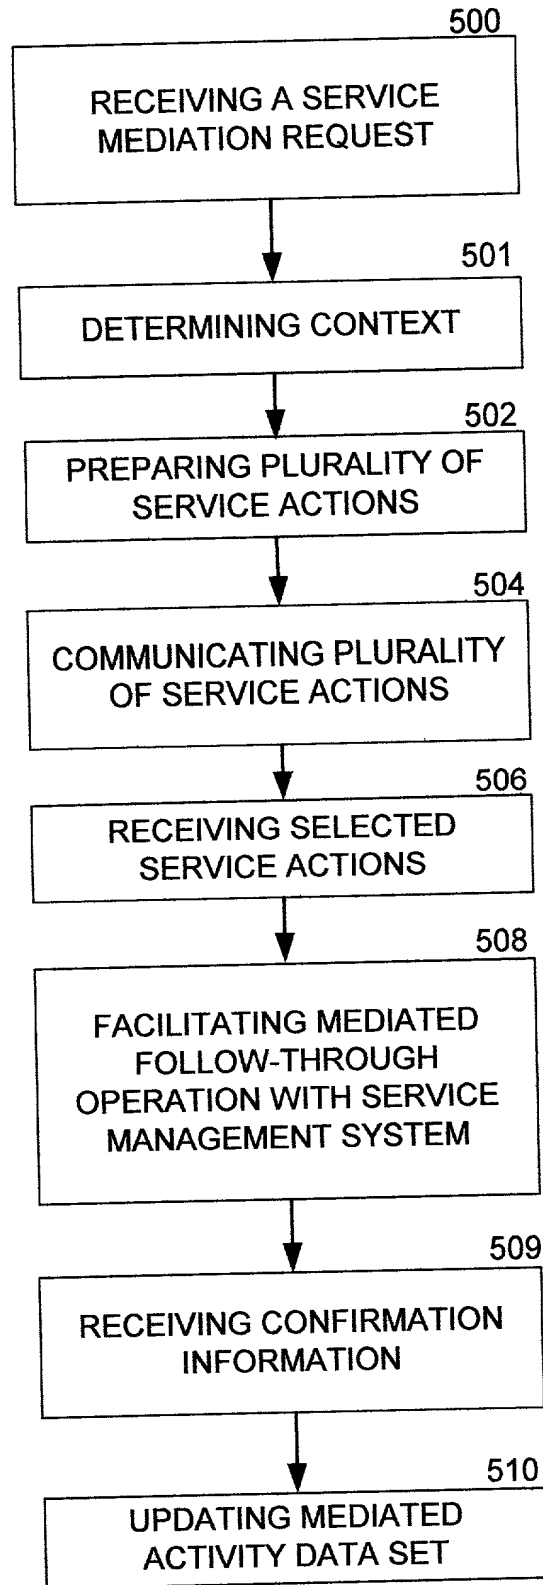 500
RECEIVING A SERVICE
MEDIATION REQUEST
501
DETERMINING CONTEXT
502
PREPARING PLURALITY OF
SERVICE ACTIONS
504
COMMUNICATING PLURALITY
OF SERVICE ACTIONS
506
RECEIVING SELECTED
SERVICE ACTIONS
508
FACILITATING MEDIATED
FOLLOW-THROUGH
OPERATION WITH SERVICE
MANAGEMENT SYSTEM
509
RECEIVING CONFIRMATION
INFORMATION
510
UPDATING MEDIATED
ACTIVITY DATA SET